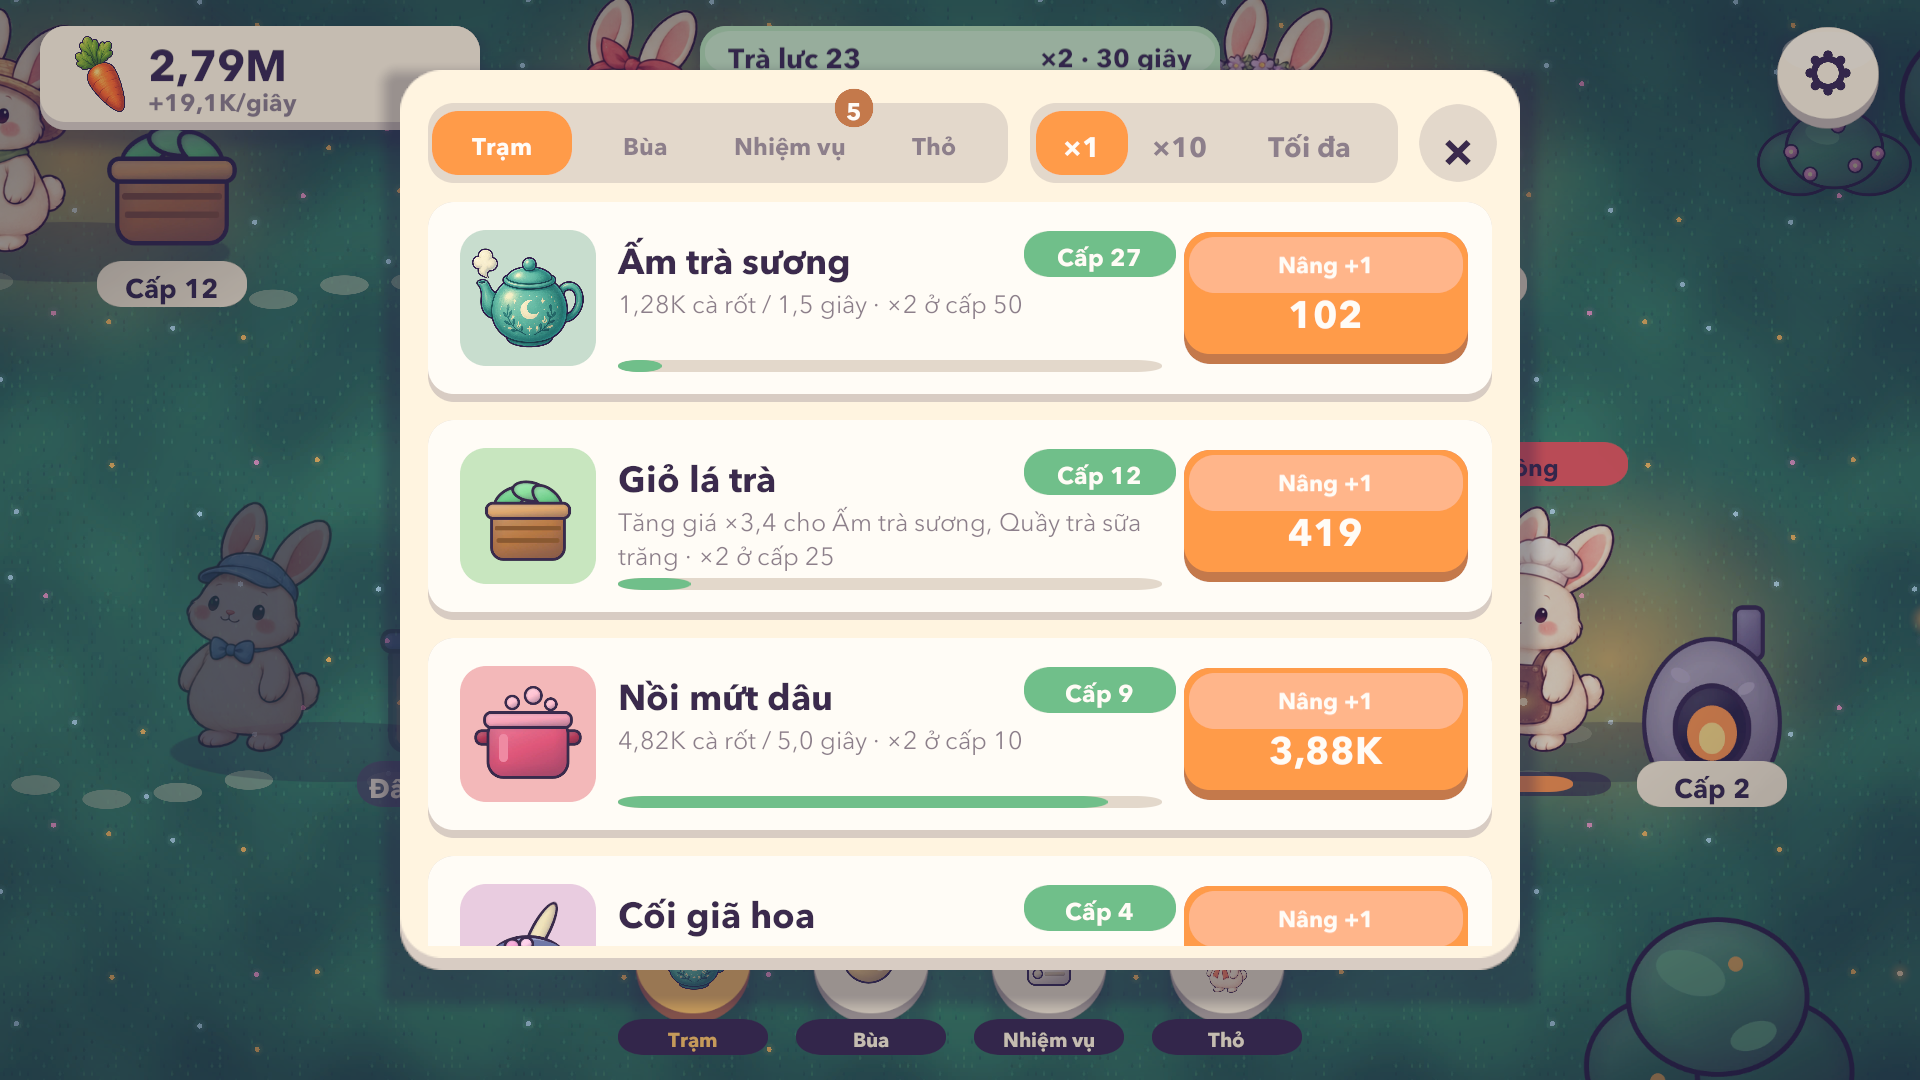 2,79M
+19,1K/giây
Trà lực 23
×2 · 30 giây
Trạm
Bùa
Nhiệm vụ
5
Thỏ
×1
×10
Tối đa
Ấm trà sương
Cấp 27
1,28K cà rốt / 1,5 giây · ×2 ở cấp 50
Nâng +1
102
Giỏ lá trà
Cấp 12
Tăng giá ×3,4 cho Ấm trà sương, Quầy trà sữa
trăng · ×2 ở cấp 25
Nâng +1
419
Nồi mứt dâu
Cấp 9
4,82K cà rốt / 5,0 giây · ×2 ở cấp 10
Nâng +1
3,88K
Cối giã hoa
Cấp 4
Nâng +1
Cấp 12
Cấp 2
Trạm
Bùa
Nhiệm vụ
Thỏ